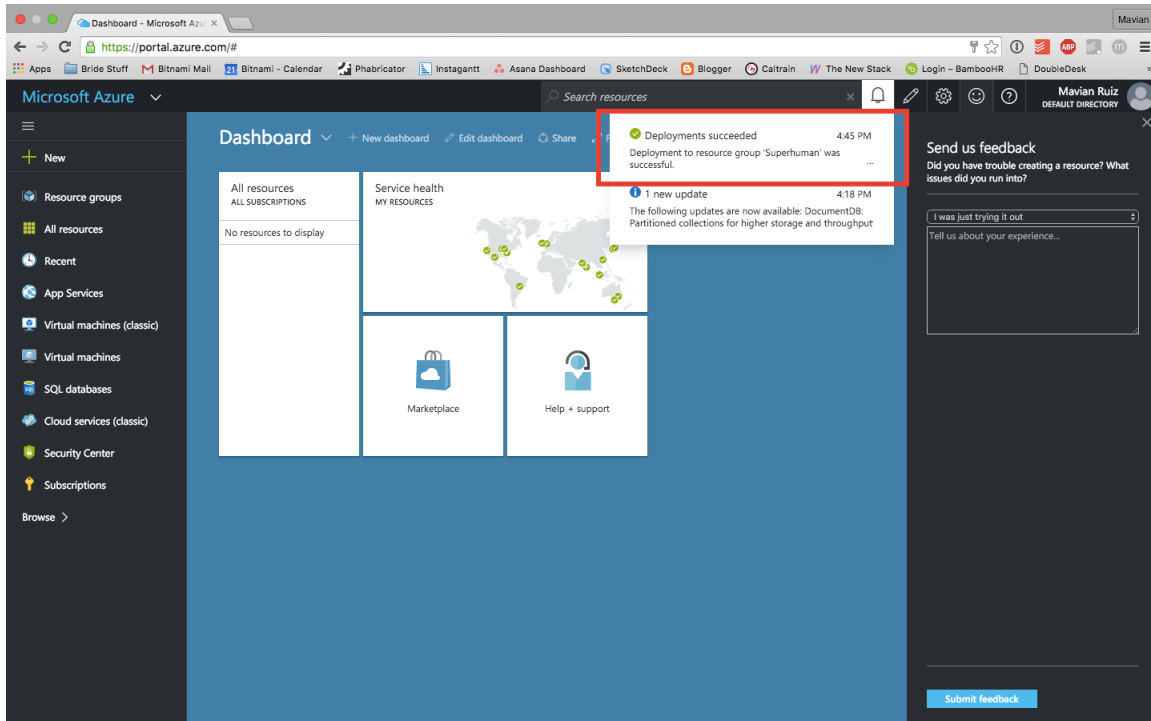 Dashboard - Microsoft Azu
Mavian
https://portal.azure.com/#
Apps
Bride Stuff
Bitnami Mail
21 Bitnami - Calendar
Phabricator
Instagantt
Asana Dashboard
SketchDeck
Blogger
Caltrain
The New Stack
Login – BambooHR
DoubleDesk
Microsoft Azure
Search resources
Mavian Ruiz
DEFAULT DIRECTORY
New
Resource groups
All resources
Recent
App Services
Virtual machines (classic)
Virtual machines
SQL databases
Cloud services (classic)
Security Center
Subscriptions
Browse >
Dashboard
+ New dashboard
Edit dashboard
Share
All resources
ALL SUBSCRIPTIONS
No resources to display
Service health
MY RESOURCES
Marketplace
Help + support
Deployments succeeded 4:45 PM
Deployment to resource group 'Superhuman' was
successful. ...
1 new update 4:18 PM
The following updates are now available: DocumentDB:
Partitioned collections for higher storage and throughput
Send us feedback
Did you have trouble creating a resource? What
issues did you run into?
I was just trying it out
Tell us about your experience...
Submit feedback